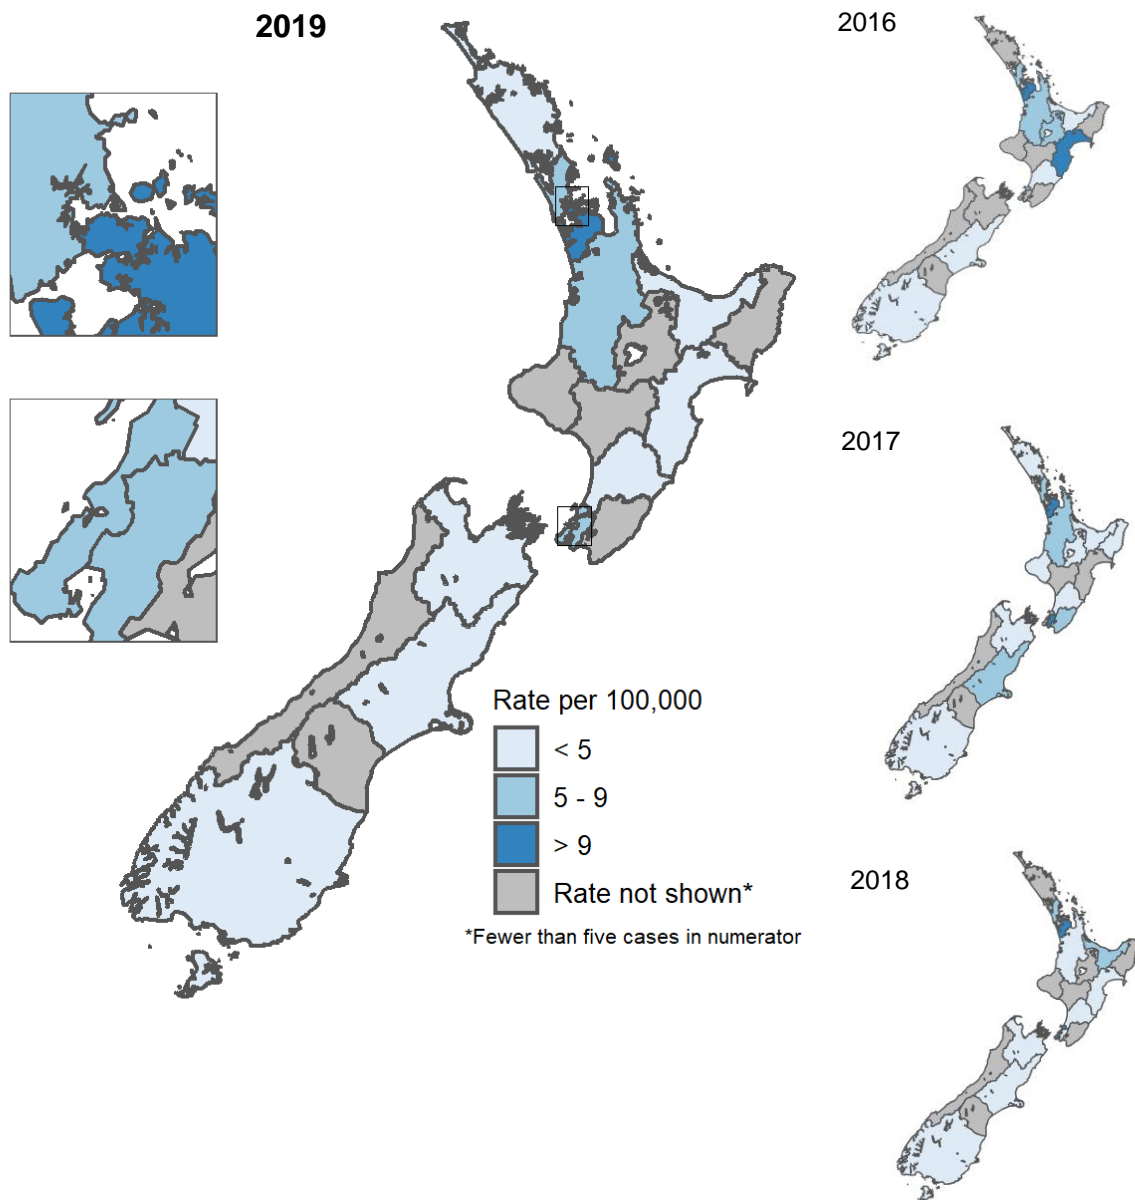 2019
2016
2017
Rate per 100,000
< 5
5 - 9
> 9
Rate not shown*
*Fewer than five cases in numerator
2018